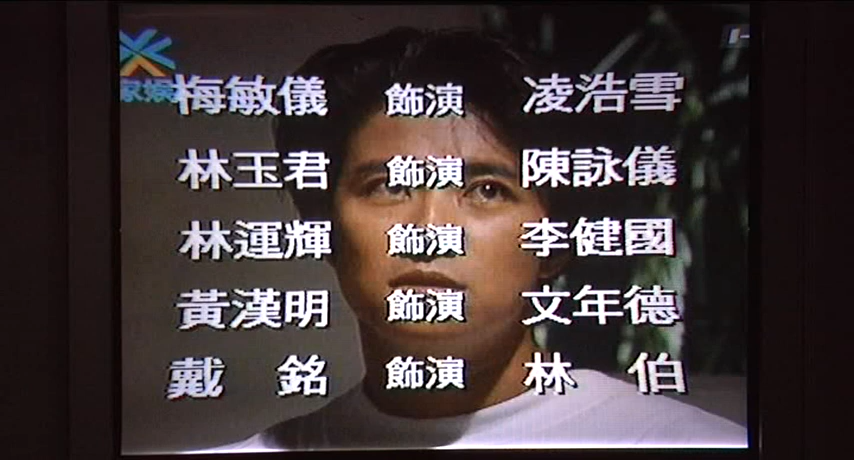 家娛
梅敏儀 飾演 凌浩雪
林玉君 飾演 陳詠儀
林運輝 飾演 李健國
黃漢明 飾演 文年德
戴 銘 飾演 林 伯